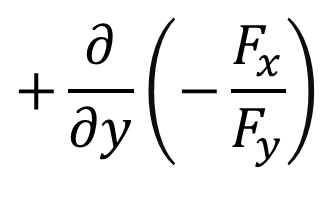 + ∂/∂y (− F_x/F_y)